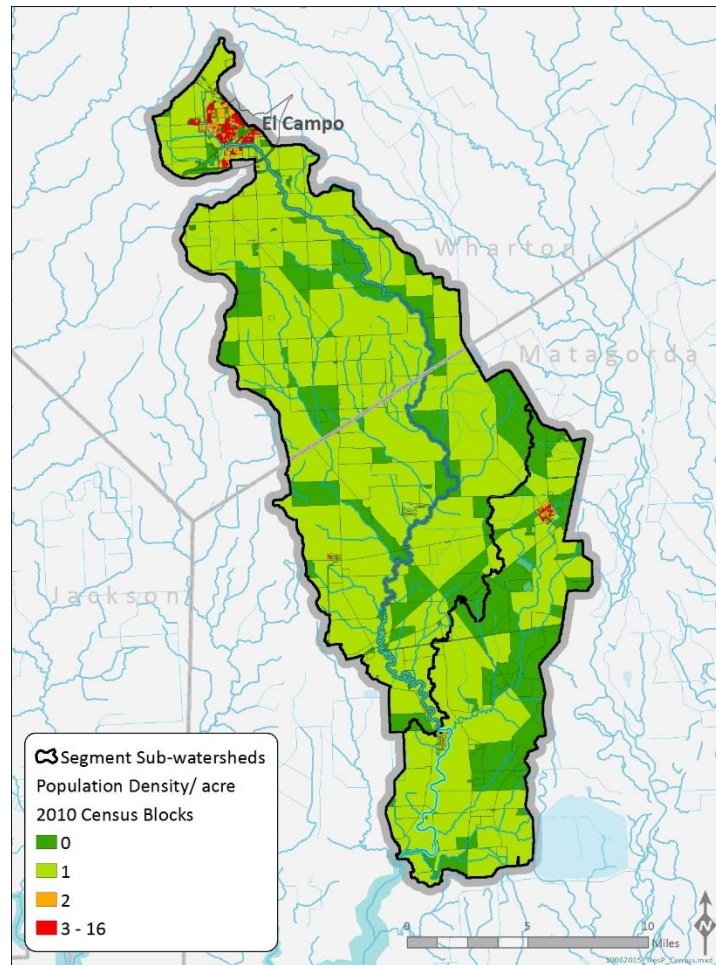 El Campo
Wharton
Matagorda
Jackson
Segment Sub-watersheds
Population Density/ acre
2010 Census Blocks
0
1
2
3 - 16
0 5 10
Miles
N